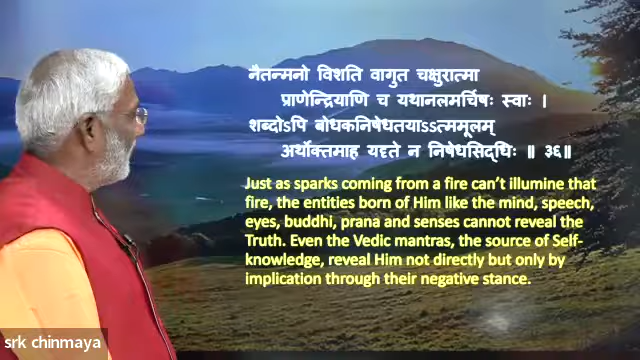 नैतन्मनो विशति वागुत चक्षुरात्मा
प्राणेन्द्रियाणि च यथानलमर्चिषः स्वाः ।
शब्दोऽपि बोधकनिषेधतयाऽऽत्ममूलम्
अर्थोक्तमाह यदृते न निषेधसिद्धिः ॥ ३६॥
Just as sparks coming from a fire can’t illumine that
fire, the entities born of Him like the mind, speech,
eyes, buddhi, prana and senses cannot reveal the
Truth. Even the Vedic mantras, the source of Self-
knowledge, reveal Him not directly but only by
implication through their negative stance.
srk chinmaya